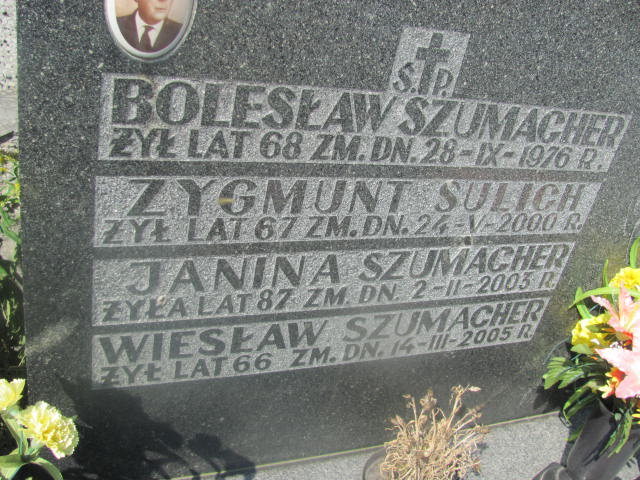 Ś.P.
BOLESŁAW SZUMACHER
ŻYŁ LAT 68 ZM. DN. 28-IX-1976 R.
ZYGMUNT SULICH
ŻYŁ LAT 67 ZM. DN. 24-V-2000 R.
JANINA SZUMACHER
ŻYŁA LAT 87 ZM. DN. 2-II-2003 R.
WIESŁAW SZUMACHER
ŻYŁ LAT 66 ZM. DN. 14-III-2005 R.